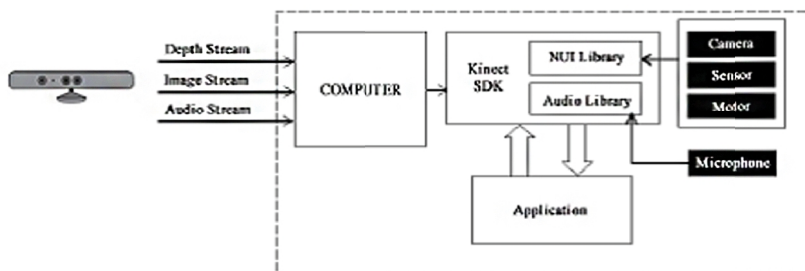 Depth Stream
Image Stream
Audio Stream
COMPUTER
Kinect
SDK
NUI Library
Audio Library
Camera
Sensor
Motor
Microphone
Application